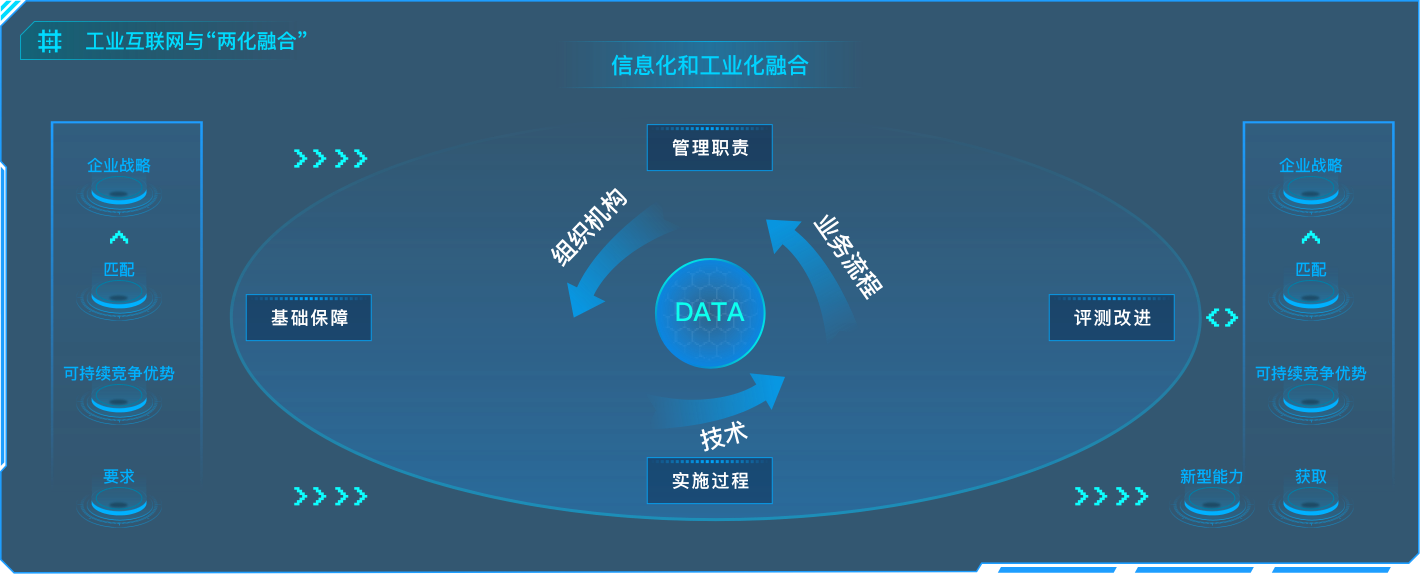 工业互联网与“两化融合”
信息化和工业化融合
企业战略
匹配
可持续竞争优势
要求
管理职责
组织机构
业务流程
基础保障
DATA
评测改进
技术
实施过程
企业战略
匹配
可持续竞争优势
新型能力
获取